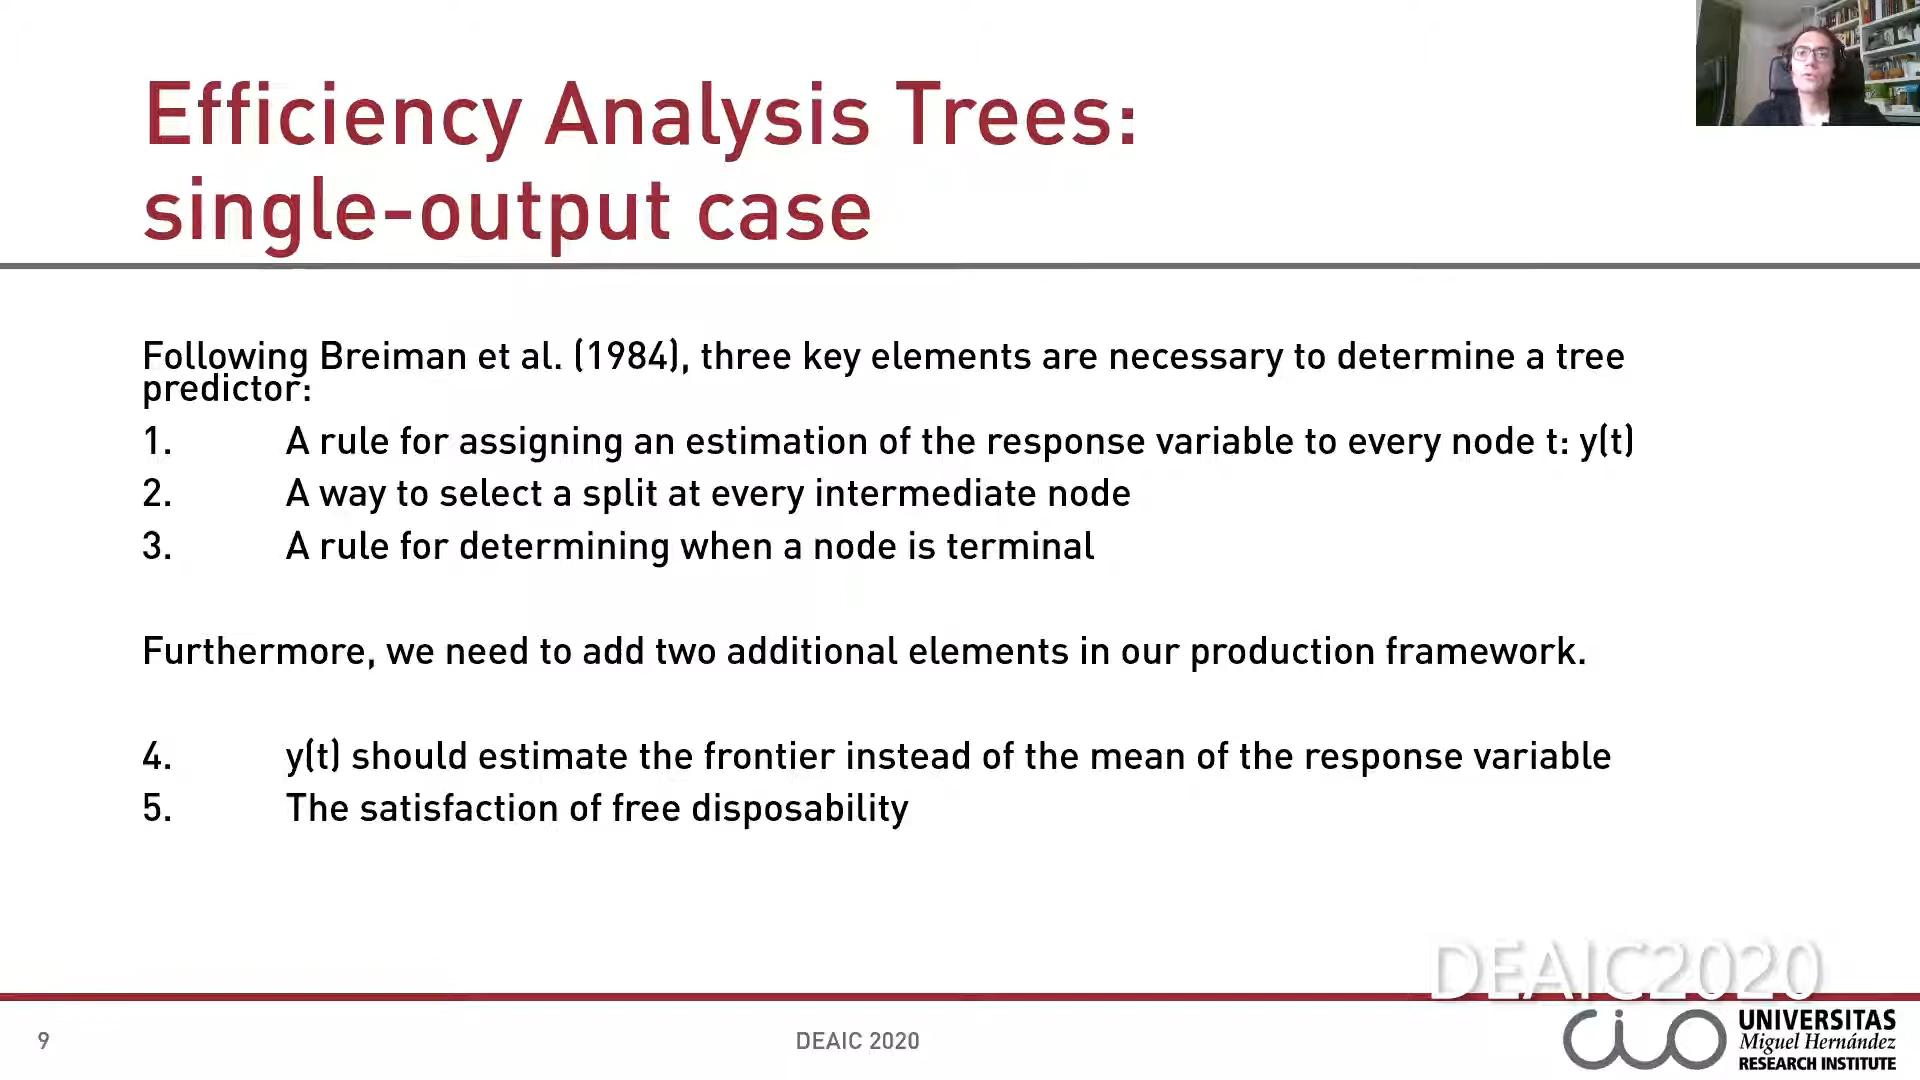 Efficiency Analysis Trees:
single-output case
Following Breiman et al. (1984), three key elements are necessary to determine a tree
predictor:
1. A rule for assigning an estimation of the response variable to every node t: y(t)
2. A way to select a split at every intermediate node
3. A rule for determining when a node is terminal
Furthermore, we need to add two additional elements in our production framework.
4. y(t) should estimate the frontier instead of the mean of the response variable
5. The satisfaction of free disposability
DEAIC2020
9
DEAIC 2020
cio
UNIVERSITAS
Miguel Hernández
RESEARCH INSTITUTE